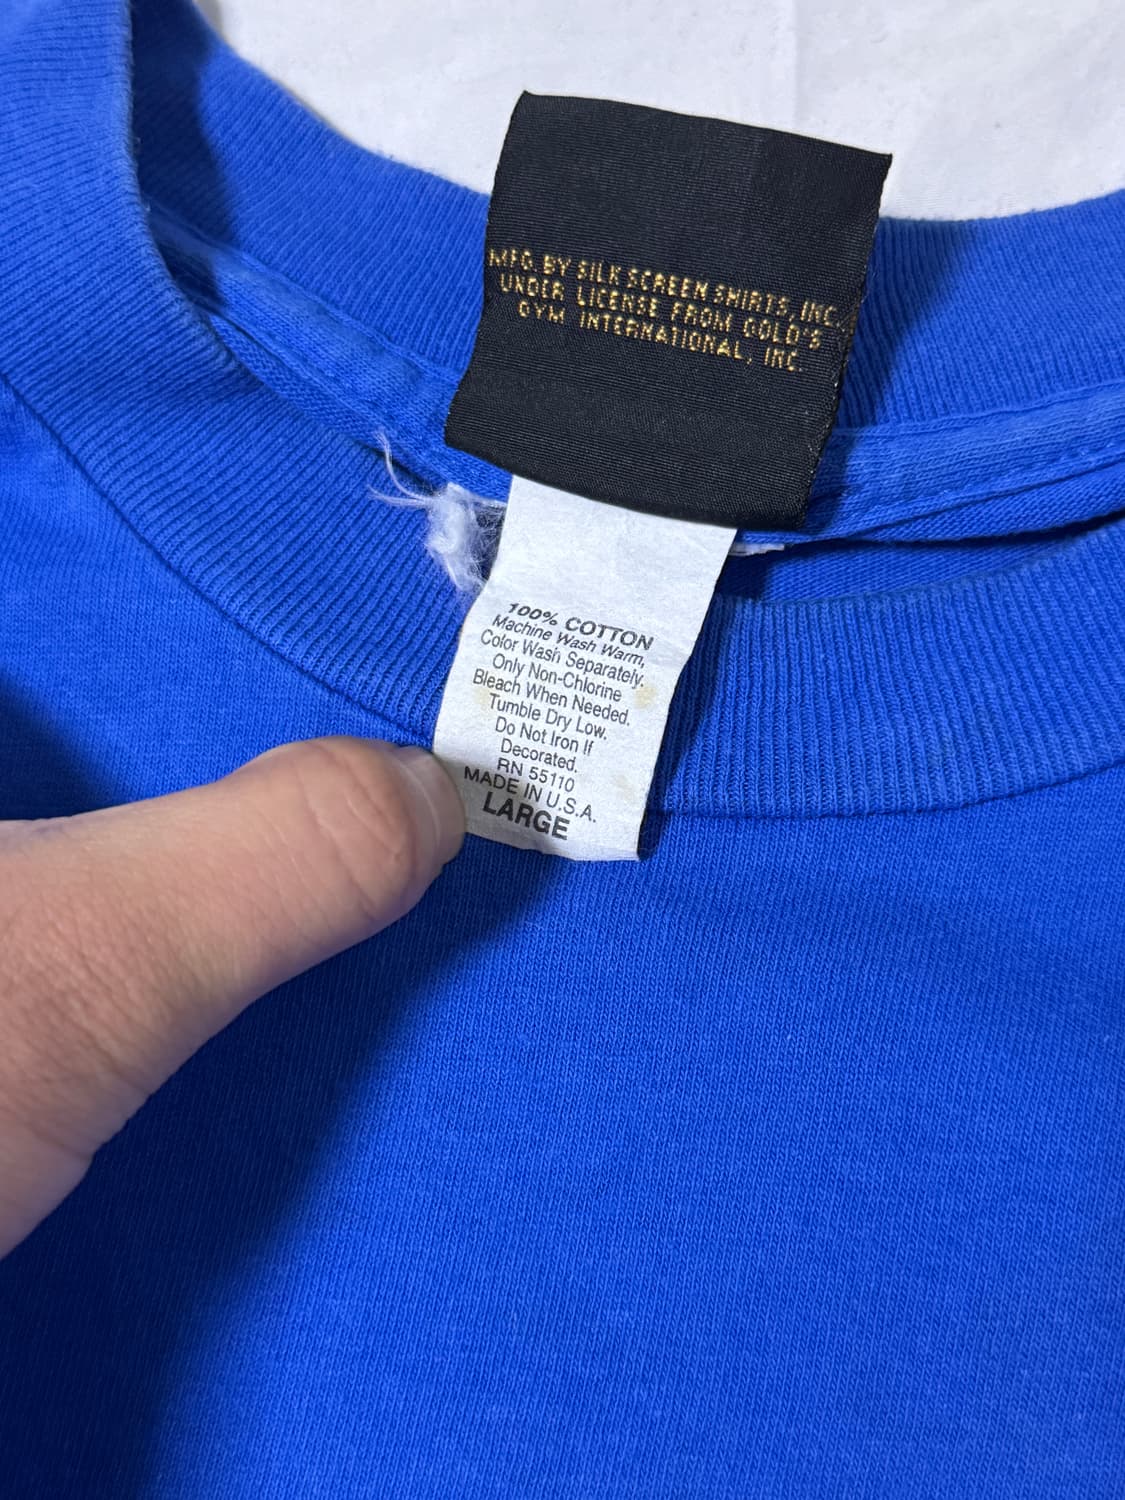 MFG. BY SILK SCREEN SHIRTS, INC.
UNDER LICENSE FROM GOLD'S
GYM INTERNATIONAL, INC.
100% COTTON
Machine Wash Warm,
Color Wash Separately.
Only Non-Chlorine
Bleach When Needed.
Tumble Dry Low.
Do Not Iron If
Decorated.
RN 55110
MADE IN U.S.A.
LARGE